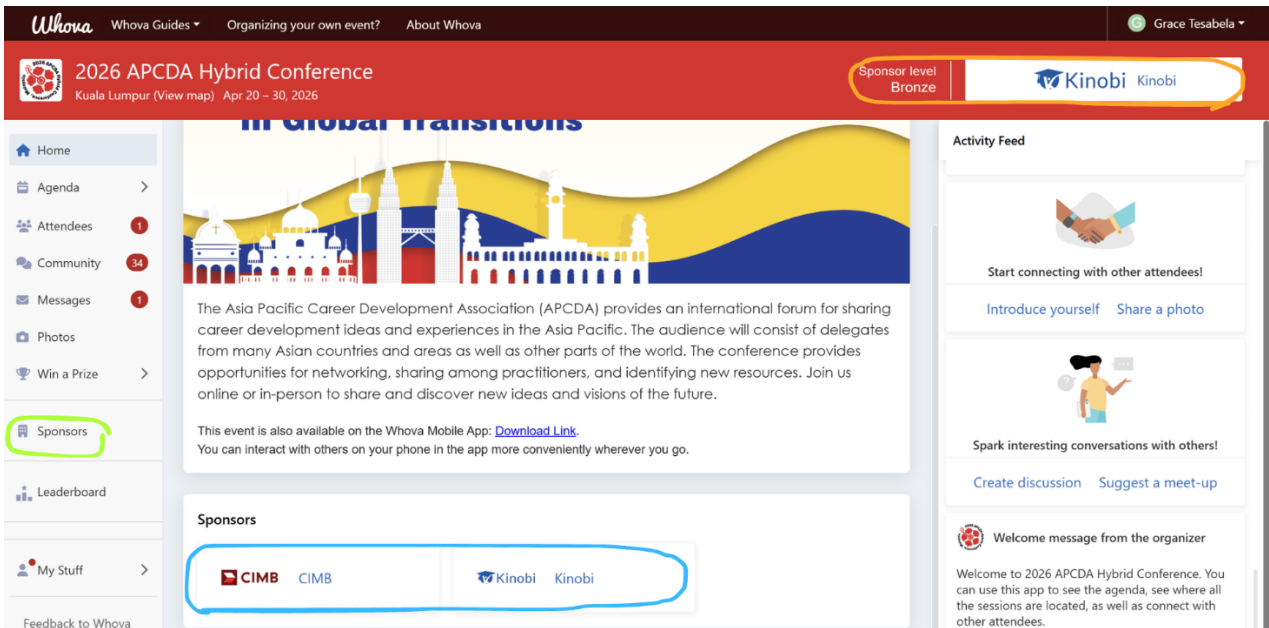 Whova Whova Guides Organizing your own event? About Whova G Grace Tesabela
2026 APCDA Hybrid Conference
Kuala Lumpur (View map) Apr 20 – 30, 2026
Sponsor level
Bronze
Kinobi Kinobi
Home
Agenda
Attendees 1
Community 34
Messages 1
Photos
Win a Prize
Sponsors
Leaderboard
My Stuff
Feedback to Whova
in Global Transitions
The Asia Pacific Career Development Association (APCDA) provides an international forum for sharing
career development ideas and experiences in the Asia Pacific. The audience will consist of delegates
from many Asian countries and areas as well as other parts of the world. The conference provides
opportunities for networking, sharing among practitioners, and identifying new resources. Join us
online or in-person to share and discover new ideas and visions of the future.
This event is also available on the Whova Mobile App: Download Link.
You can interact with others on your phone in the app more conveniently wherever you go.
Sponsors
CIMB CIMB Kinobi Kinobi
Activity Feed
Start connecting with other attendees!
Introduce yourself Share a photo
Spark interesting conversations with others!
Create discussion Suggest a meet-up
Welcome message from the organizer
Welcome to 2026 APCDA Hybrid Conference. You
can use this app to see the agenda, see where all
the sessions are located, as well as connect with
other attendees.